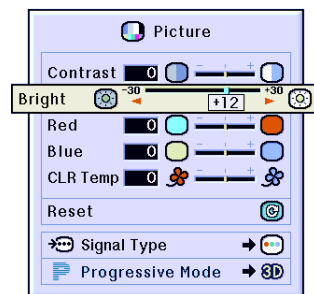 Picture
Contrast 0 - +
Bright -30 +12 +30
Red 0 - +
Blue 0 - +
CLR Temp 0 - +
Reset
Signal Type
Progressive Mode 3D